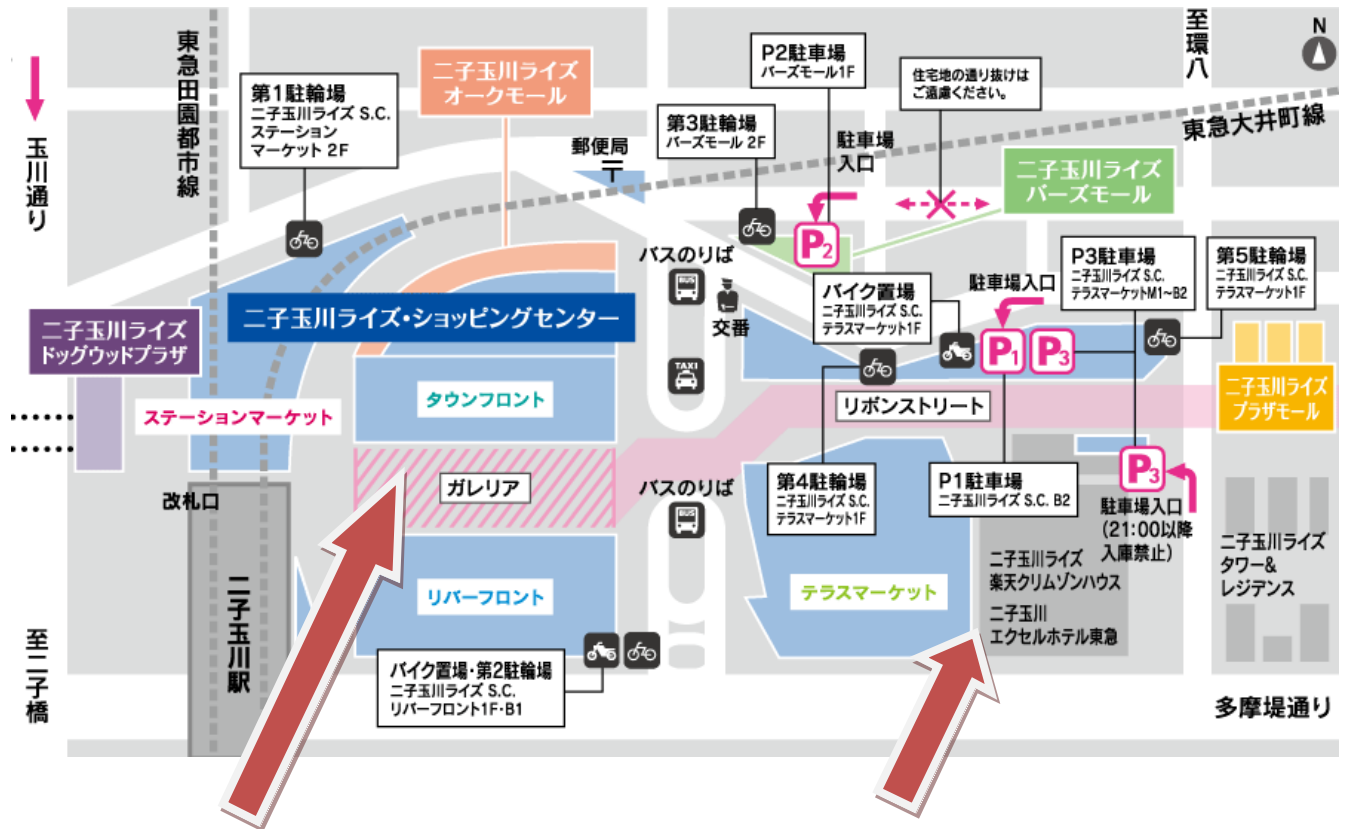 至環八
N
東急田園都市線
二子玉川ライズ
オークモール
P2駐車場
バーズモール1F
住宅地の通り抜けは
ご遠慮ください。
第1駐輪場
二子玉川ライズ S.C.
ステーション
マーケット 2F
第3駐輪場
バーズモール 2F
東急大井町線
玉川通り
郵便局
駐車場
入口
二子玉川ライズ
バーズモール
P2
バスのりば
P3駐車場
二子玉川ライズ S.C.
テラスマーケットM1～B2
第5駐輪場
二子玉川ライズ S.C.
テラスマーケット1F
駐車場入口
BUS
交番
バイク置場
二子玉川ライズ S.C.
テラスマーケット1F
二子玉川ライズ・ショッピングセンター
二子玉川ライズ
ドッグウッドプラザ
P1
P3
TAXI
タウンフロント
リボンストリート
二子玉川ライズ
プラザモール
ステーションマーケット
ガレリア
バスのりば
第4駐輪場
二子玉川ライズ S.C.
テラスマーケット1F
P1駐車場
二子玉川ライズ S.C. B2
P3
改札口
BUS
駐車場入口
(21:00以降
入庫禁止)
二子玉川ライズ
タワー&
レジデンス
二子玉川ライズ
楽天クリムゾンハウス
二子玉川
エクセルホテル東急
二子玉川駅
リバーフロント
テラスマーケット
至二子橋
バイク置場・第2駐輪場
二子玉川ライズ S.C.
リバーフロント1F・B1
多摩堤通り